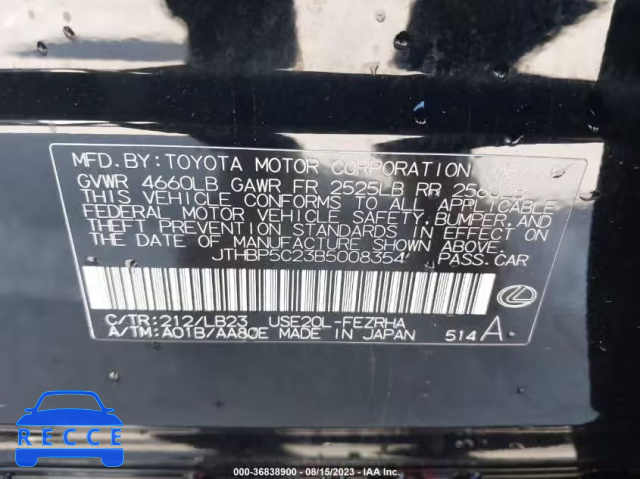 MFD.BY:TOYOTA MOTOR CORPORATION 08/
GVWR 4660LB GAWR FR 2525LB RR 2560LB
THIS VEHICLE CONFORMS TO ALL APPLICABLE
FEDERAL MOTOR VEHICLE SAFETY,BUMPER,AND
THEFT PREVENTION STANDARDS IN EFFECT ON
THE DATE OF MANUFACTURE SHOWN ABOVE.
JTHBP5C23B5008354 PASS.CAR
C/TR:212/LB23 USE20L-FEZRHA
A/TM:A01B/AA80E MADE IN JAPAN 514A
000-36838900 - 08/15/2023 - IAA Inc.